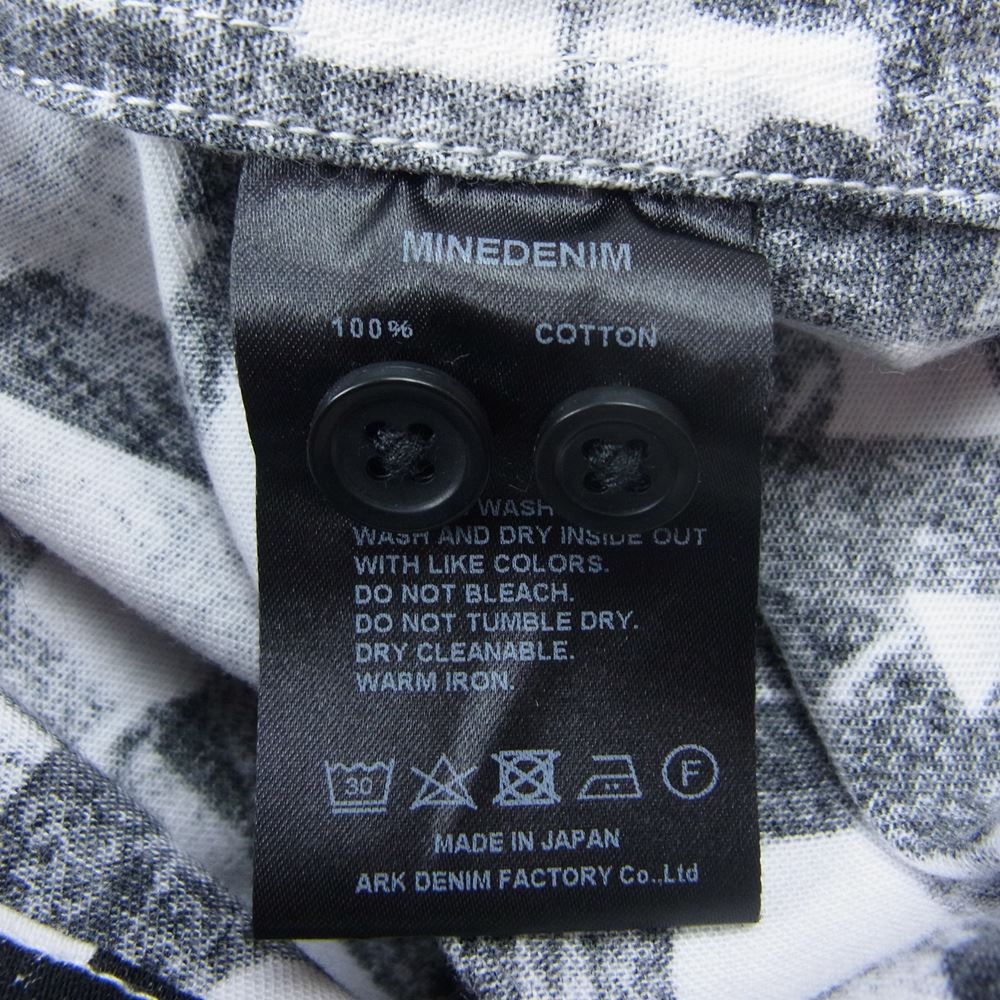 MINEDENIM
100% COTTON
WASH
WASH AND DRY INSIDE OUT
WITH LIKE COLORS.
DO NOT BLEACH.
DO NOT TUMBLE DRY.
DRY CLEANABLE.
WARM IRON.
30 F
MADE IN JAPAN
ARK DENIM FACTORY Co.,Ltd